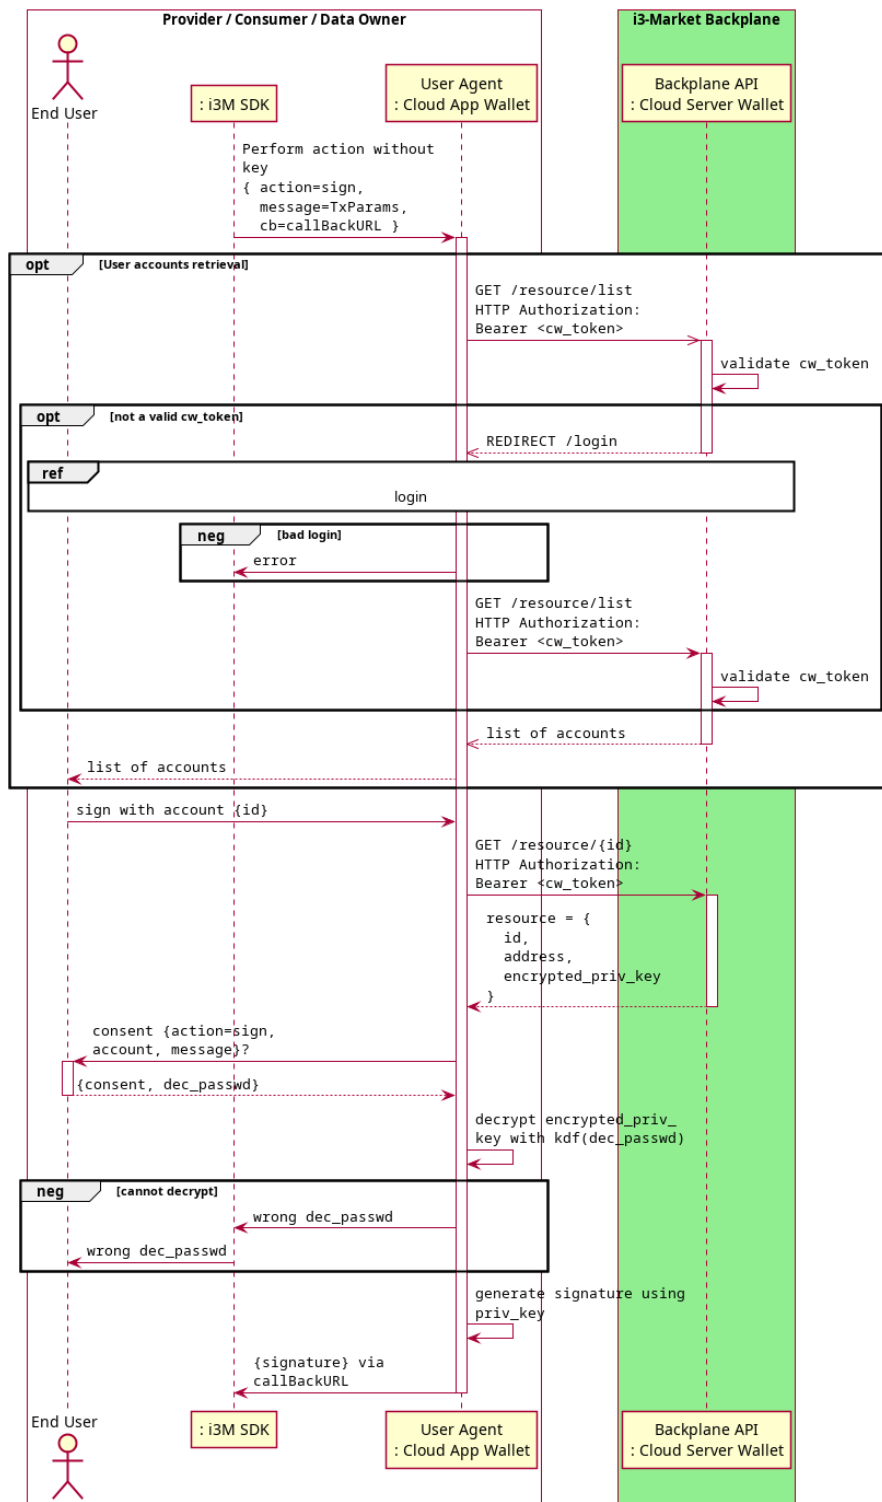 Provider / Consumer / Data Owner
i3-Market Backplane
End User
: i3M SDK
User Agent
: Cloud App Wallet
Backplane API
: Cloud Server Wallet
Perform action without
key
{ action=sign,
message=TxParams,
cb=callBackURL }
opt
[User accounts retrieval]
GET /resource/list
HTTP Authorization:
Bearer <cw_token>
validate cw_token
opt
[not a valid cw_token]
REDIRECT /login
ref
login
neg
[bad login]
error
GET /resource/list
HTTP Authorization:
Bearer <cw_token>
validate cw_token
list of accounts
list of accounts
sign with account {id}
GET /resource/{id}
HTTP Authorization:
Bearer <cw_token>
resource = {
id,
address,
encrypted_priv_key
}
consent {action=sign,
account, message}?
{consent, dec_passwd}
decrypt encrypted_priv_
key with kdf(dec_passwd)
neg
[cannot decrypt]
wrong dec_passwd
wrong dec_passwd
generate signature using
priv_key
{signature} via
callBackURL
End User
: i3M SDK
User Agent
: Cloud App Wallet
Backplane API
: Cloud Server Wallet